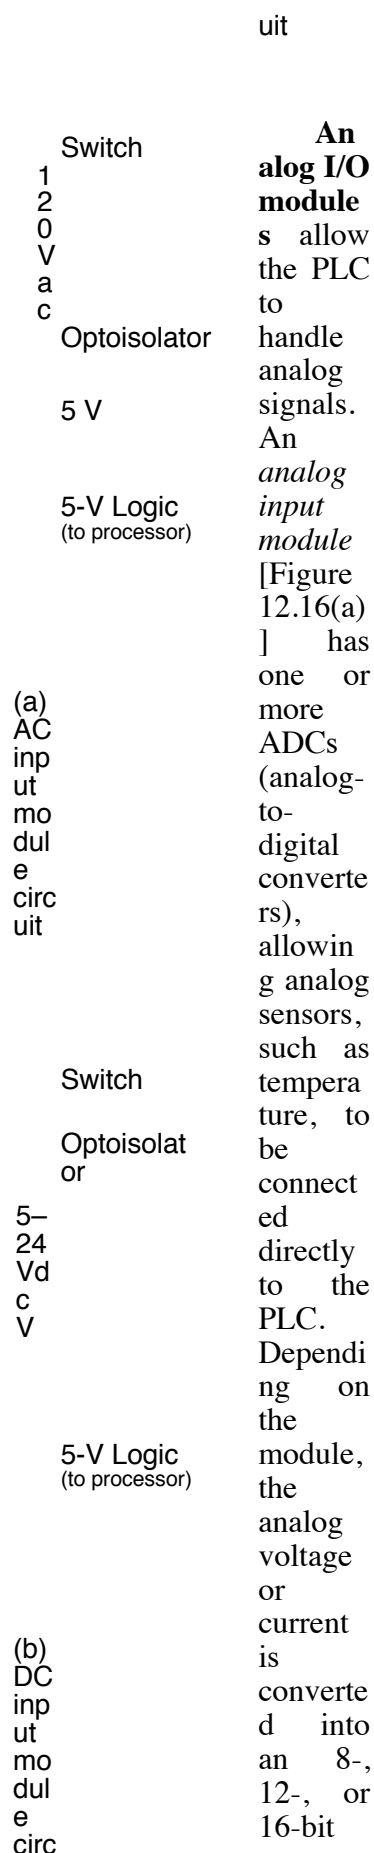 uit
Switch
1
2
0
V
a
c
Optoisolator
5 V
5-V Logic
(to processor)
(a)
AC
inp
ut
mo
dul
e
circ
uit
Switch
Optoisolat
or
5–
24
Vd
c
V
5-V Logic
(to processor)
(b)
DC
inp
ut
mo
dul
e
circ
An
alog I/O
module
s allow
the PLC
to
handle
analog
signals.
An
analog
input
module
[Figure
12.16(a)
] has
one or
more
ADCs
(analog-
to-
digital
converte
rs),
allowin
g analog
sensors,
such as
tempera
ture, to
be
connect
ed
directly
to the
PLC.
Dependi
ng on
the
module,
the
analog
voltage
or
current
is
converte
d into
an 8-,
12-, or
16-bit